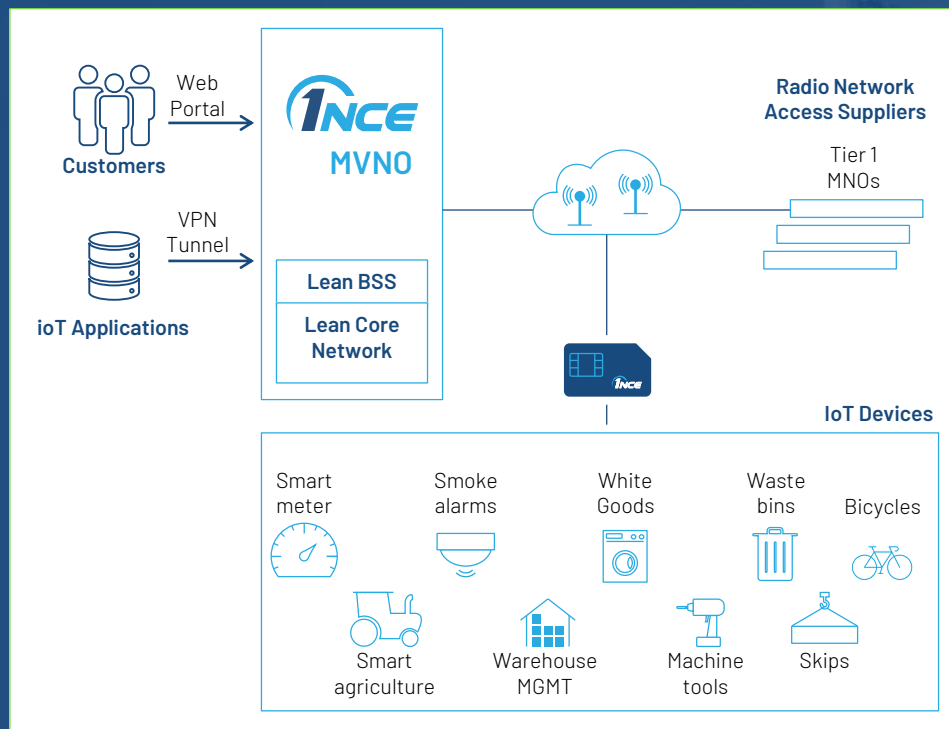 Customers
Web
Portal
ioT Applications
VPN
Tunnel
1NCE
MVNO
Lean BSS
Lean Core
Network
Radio Network
Access Suppliers
Tier 1
MNOs
1NCE
IoT Devices
Smart
meter
Smoke
alarms
White
Goods
Waste
bins
Bicycles
Smart
agriculture
Warehouse
MGMT
Machine
tools
Skips